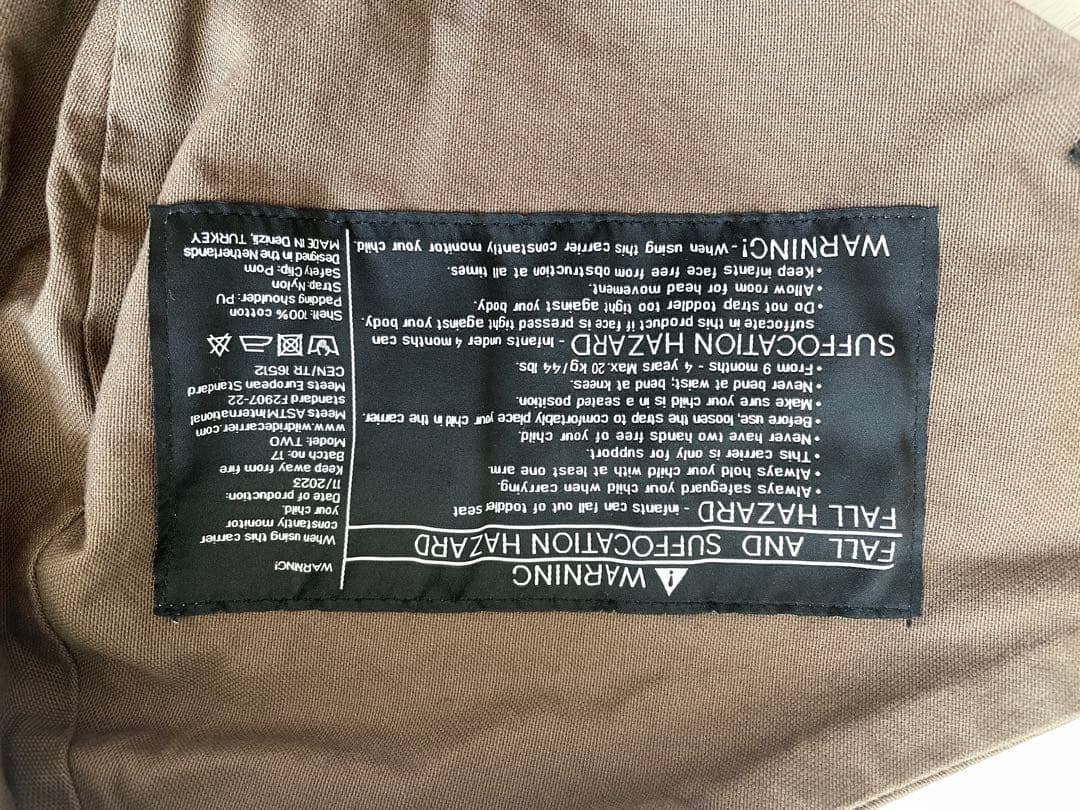 WARNING
FALL AND SUFFOCATION HAZARD
FALL HAZARD - infants can fall out of toddler seat
• Always safeguard your child when carrying.
• Always hold your child with at least one arm.
• This carrier is only for support.
• Never have two hands free of your child.
• Before use, loosen the strap to comfortably place your child in the carrier.
• Make sure your child is in a seated position.
• Never bend at waist; bend at knees.
• From 9 months - 4 years Max. 20 kg/44 lbs.
SUFFOCATION HAZARD - Infants under 4 months can
suffocate in this product if face is pressed tight against your body.
• Do not strap toddler too tight against your body.
• Allow room for head movement.
• Keep infants face free from obstruction at all times.
WARNING! - When using this carrier constantly monitor your child.
WARNING!
When using this carrier
constantly monitor
your child.
Date of production:
11/2023
Keep away from fire
Batch no: 17
Model: TWO
www.wildridecarrier.com
Meets ASTM International
standard F2907-22
Meets European Standard
CEN/TR 16512
Shell: 100% cotton
Padding shoulder: PU
Strap: Nylon
Safety Clip: Pom
Designed in the Netherlands
MADE IN Denizli, TURKEY